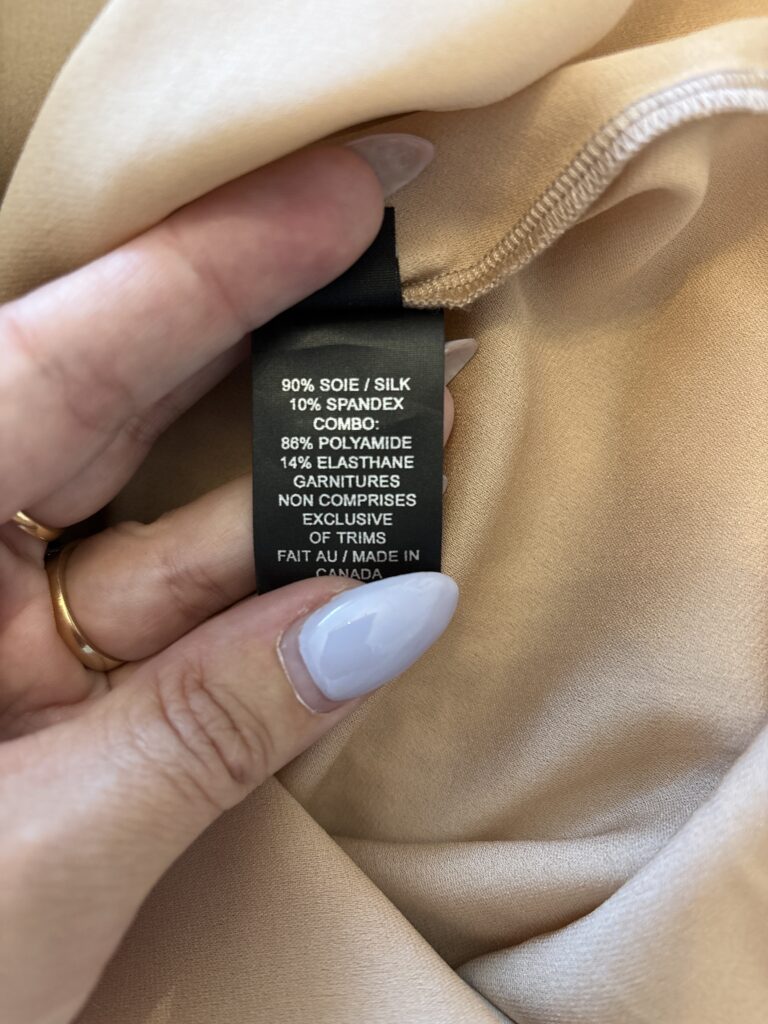 90% SOIE / SILK
10% SPANDEX
COMBO:
86% POLYAMIDE
14% ELASTHANE
GARNITURES
NON COMPRISES
EXCLUSIVE
OF TRIMS
FAIT AU / MADE IN
CANADA